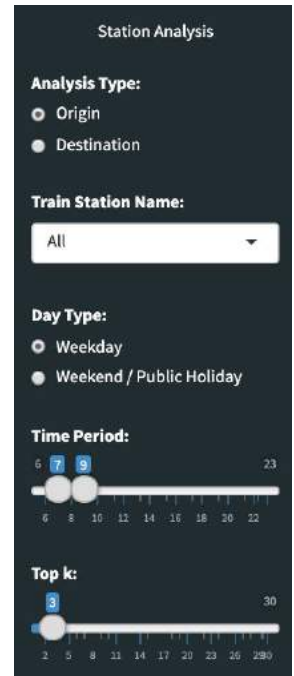 Station Analysis
Analysis Type:
Origin
Destination
Train Station Name:
All
Day Type:
Weekday
Weekend / Public Holiday
Time Period:
6 7 9 23
6 8 10 12 14 16 18 20 22
Top k:
3 30
2 5 8 11 14 17 20 23 26 2930